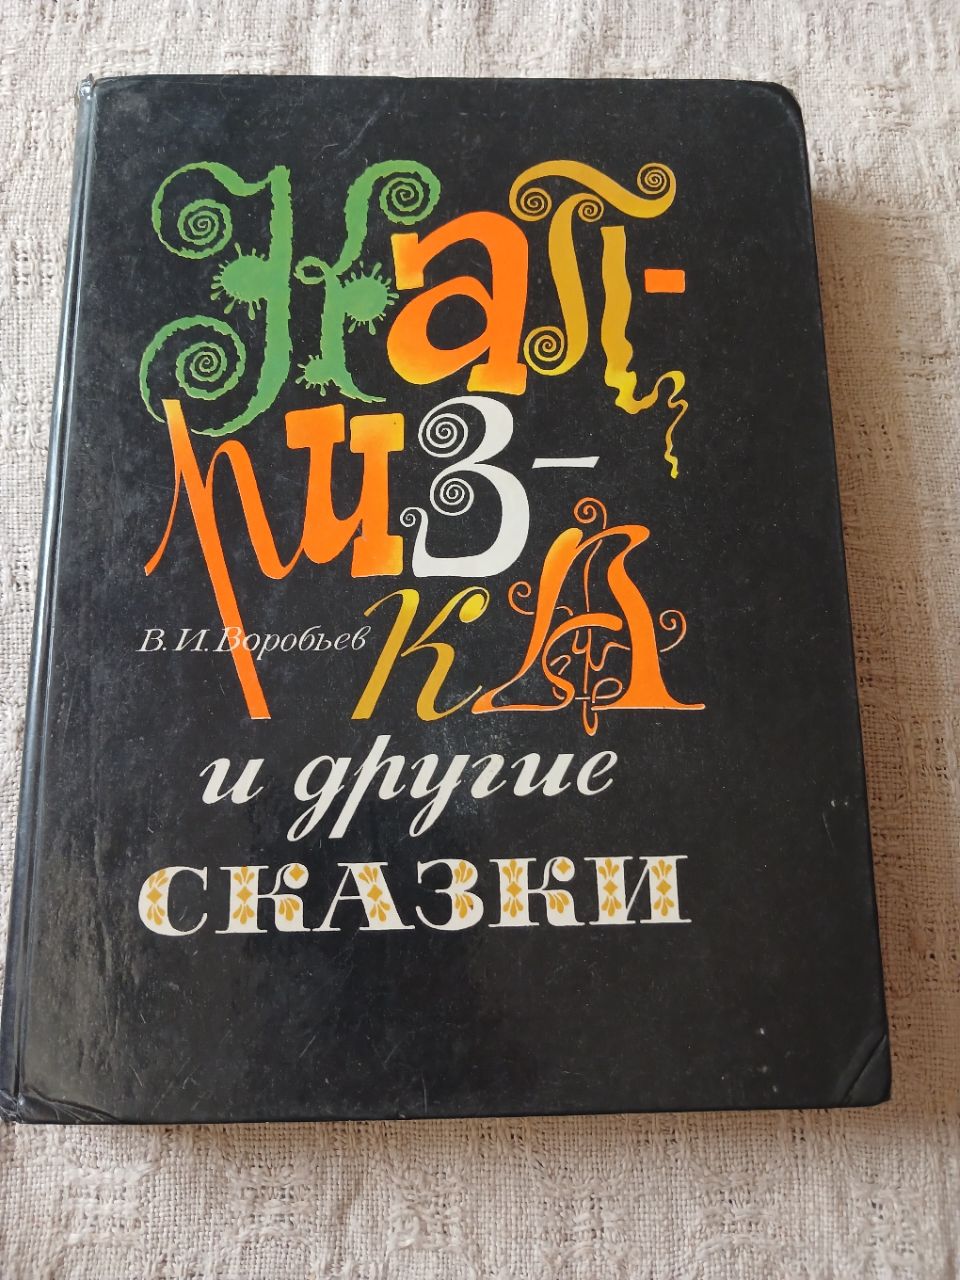 Кап-
риз-
кА
В.И.Воробьев
и другие
СКАЗКИ